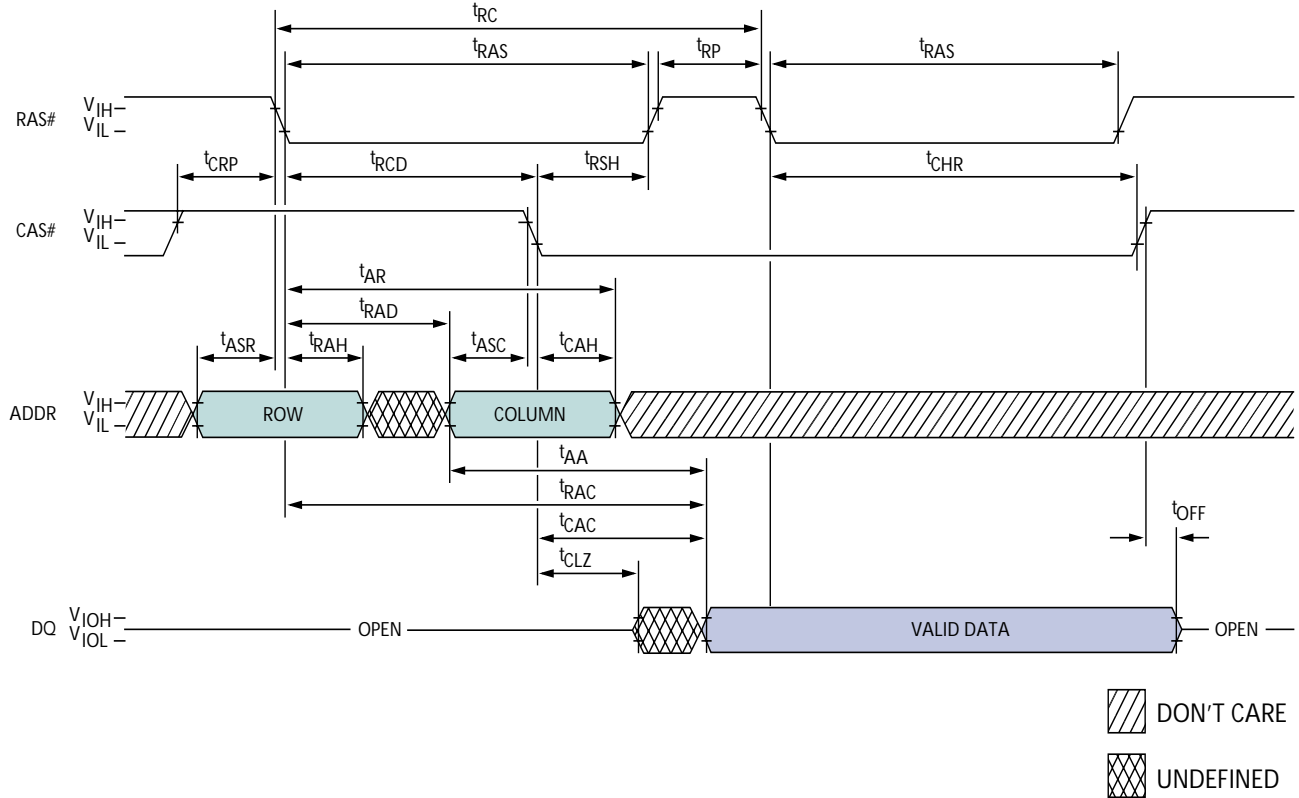 tRC
tRAS
tRP
tRAS
RAS#
VIH
VIL
tCRP
tRCD
tRSH
tCHR
CAS#
VIH
VIL
tAR
tRAD
tASR
tRAH
tASC
tCAH
ADDR
VIH
VIL
ROW
COLUMN
tAA
tRAC
tCAC
tOFF
tCLZ
DQ
VIOH
VIOL
OPEN
VALID DATA
OPEN
DON'T CARE
UNDEFINED